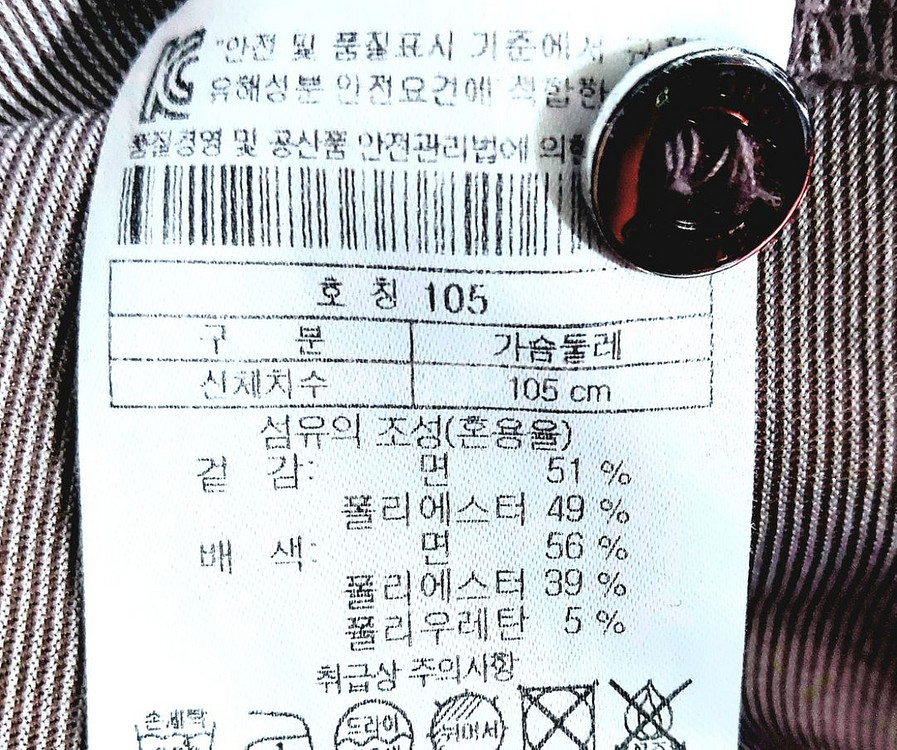 "안전 및 품질표시 기준에서
유해성분 안전요건에 적합한
품질경영 및 공산품 안전관리법에 의한
호 칭 105
구 분 가슴둘레
신체치수 105 cm
섬유의 조성(혼용율)
겉 감: 면 51 %
폴리에스터 49 %
배 색: 면 56 %
폴리에스터 39 %
폴리우레탄 5 %
취급상 주의사항
손세탁 드라이 뉘어서